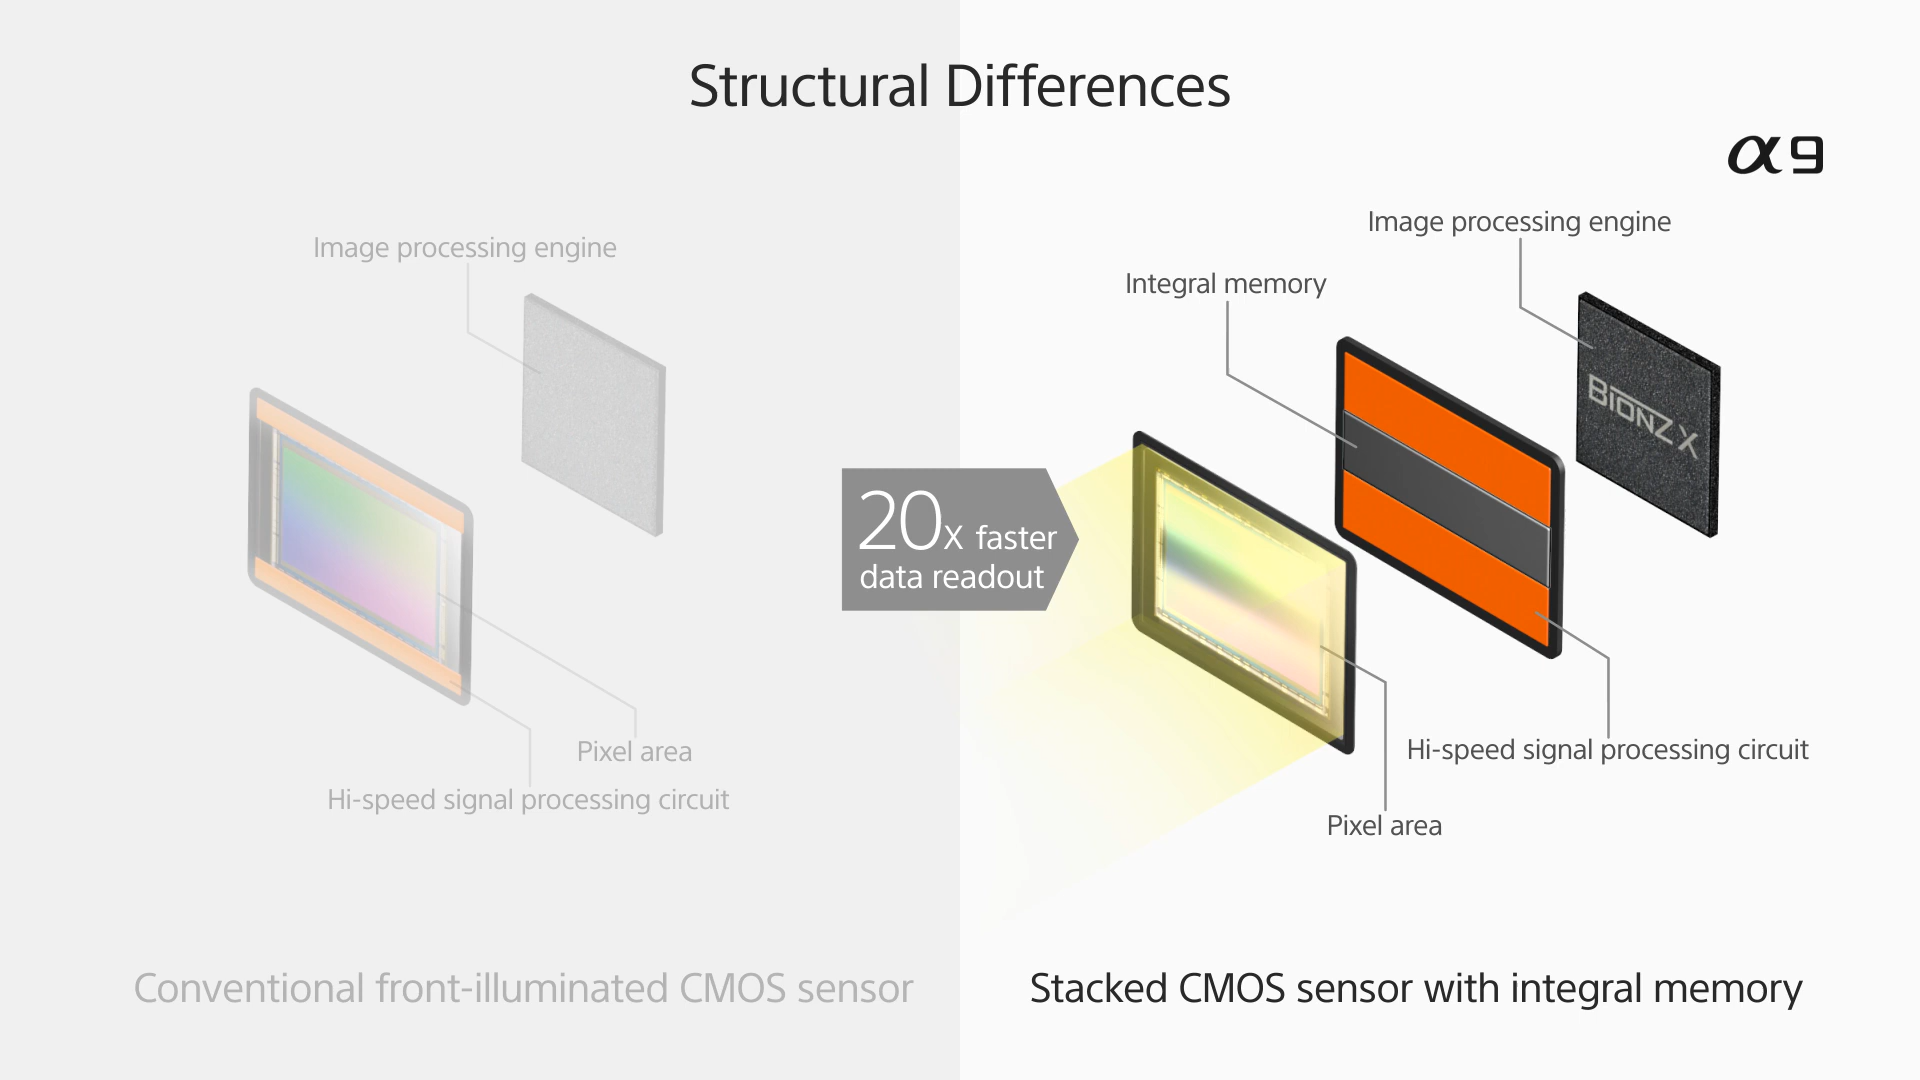 Structural Differences
α9
Image processing engine
Pixel area
Hi-speed signal processing circuit
Conventional front-illuminated CMOS sensor
20x faster
data readout
Image processing engine
Integral memory
BIONZ X
Hi-speed signal processing circuit
Pixel area
Stacked CMOS sensor with integral memory